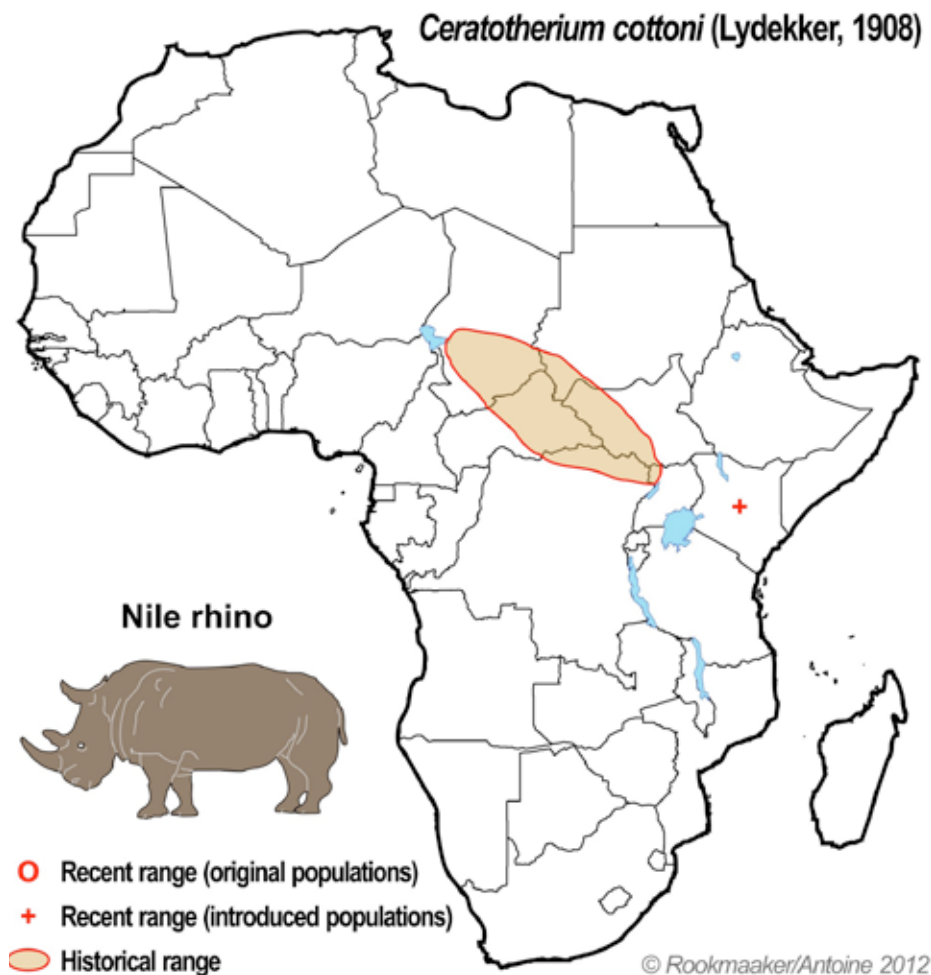 Ceratotherium cottoni (Lydekker, 1908)
Nile rhino
O Recent range (original populations)
+ Recent range (introduced populations)
Historical range
© Rookmaaker/Antoine 2012